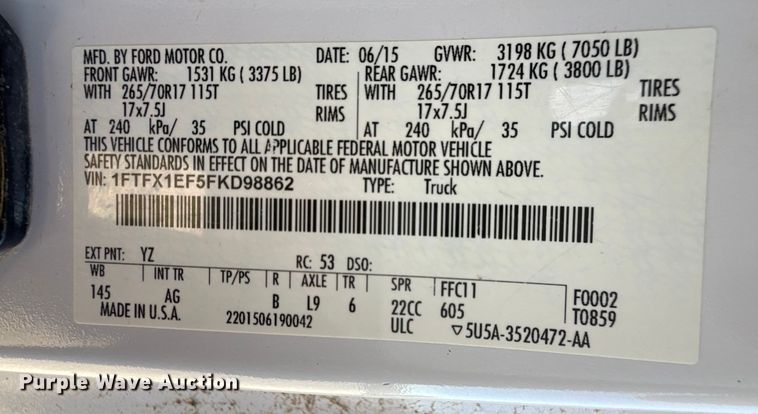 MFD. BY FORD MOTOR CO. DATE: 06/15 GVWR: 3198 KG ( 7050 LB)
FRONT GAWR: 1531 KG ( 3375 LB) REAR GAWR: 1724 KG ( 3800 LB)
WITH 265/70R17 115T TIRES WITH 265/70R17 115T TIRES
17x7.5J RIMS 17x7.5J RIMS
AT 240 kPa/ 35 PSI COLD AT 240 kPa/ 35 PSI COLD
THIS VEHICLE CONFORMS TO ALL APPLICABLE FEDERAL MOTOR VEHICLE
SAFETY STANDARDS IN EFFECT ON THE DATE OF MANUFACTURE SHOWN ABOVE.
VIN: 1FTFX1EF5FKD98862 TYPE: Truck
EXT PNT: YZ RC: 53 DSO:
WB INT TR TP/PS R AXLE TR SPR FFC11 F0002
145 AG B L9 6 22CC 605 T0859
MADE IN U.S.A. 2201506190042 ULC ▽5U5A-3520472-AA
Purple Wave Auction